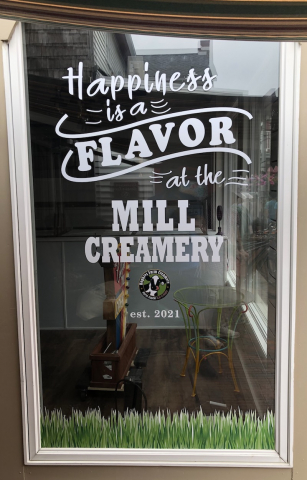 Happiness
is a
FLAVOR
at the
MILL
CREAMERY
est. 2021